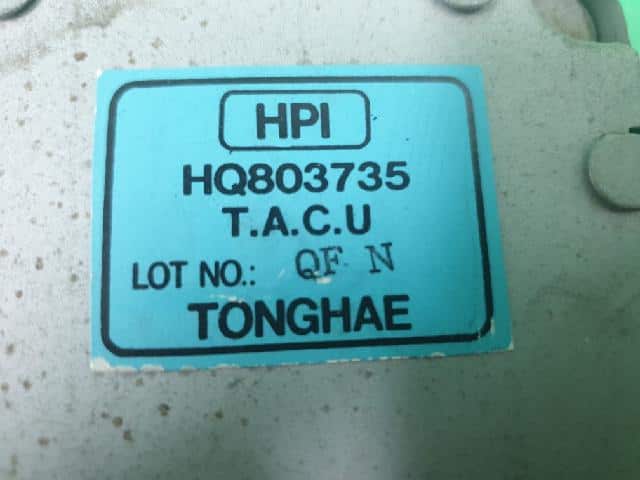 HPI
HQ803735
T.A.C.U
LOT NO.: QF N
TONGHAE